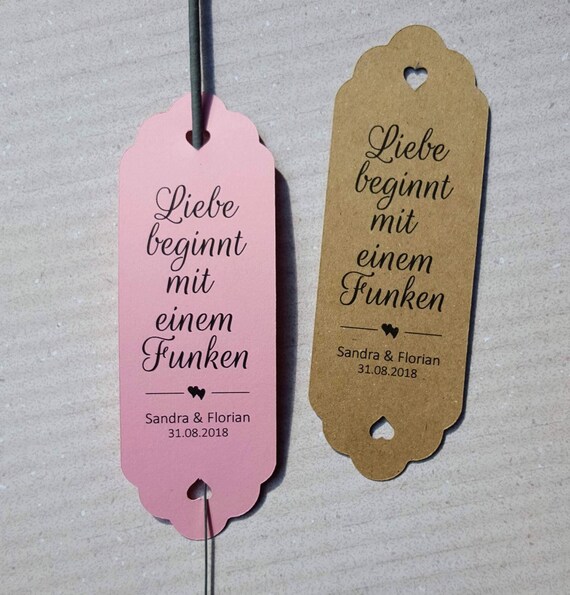 Liebe
beginnt
mit
einem
Funken
Sandra & Florian
31.08.2018
Liebe
beginnt
mit
einem
Funken
Sandra & Florian
31.08.2018